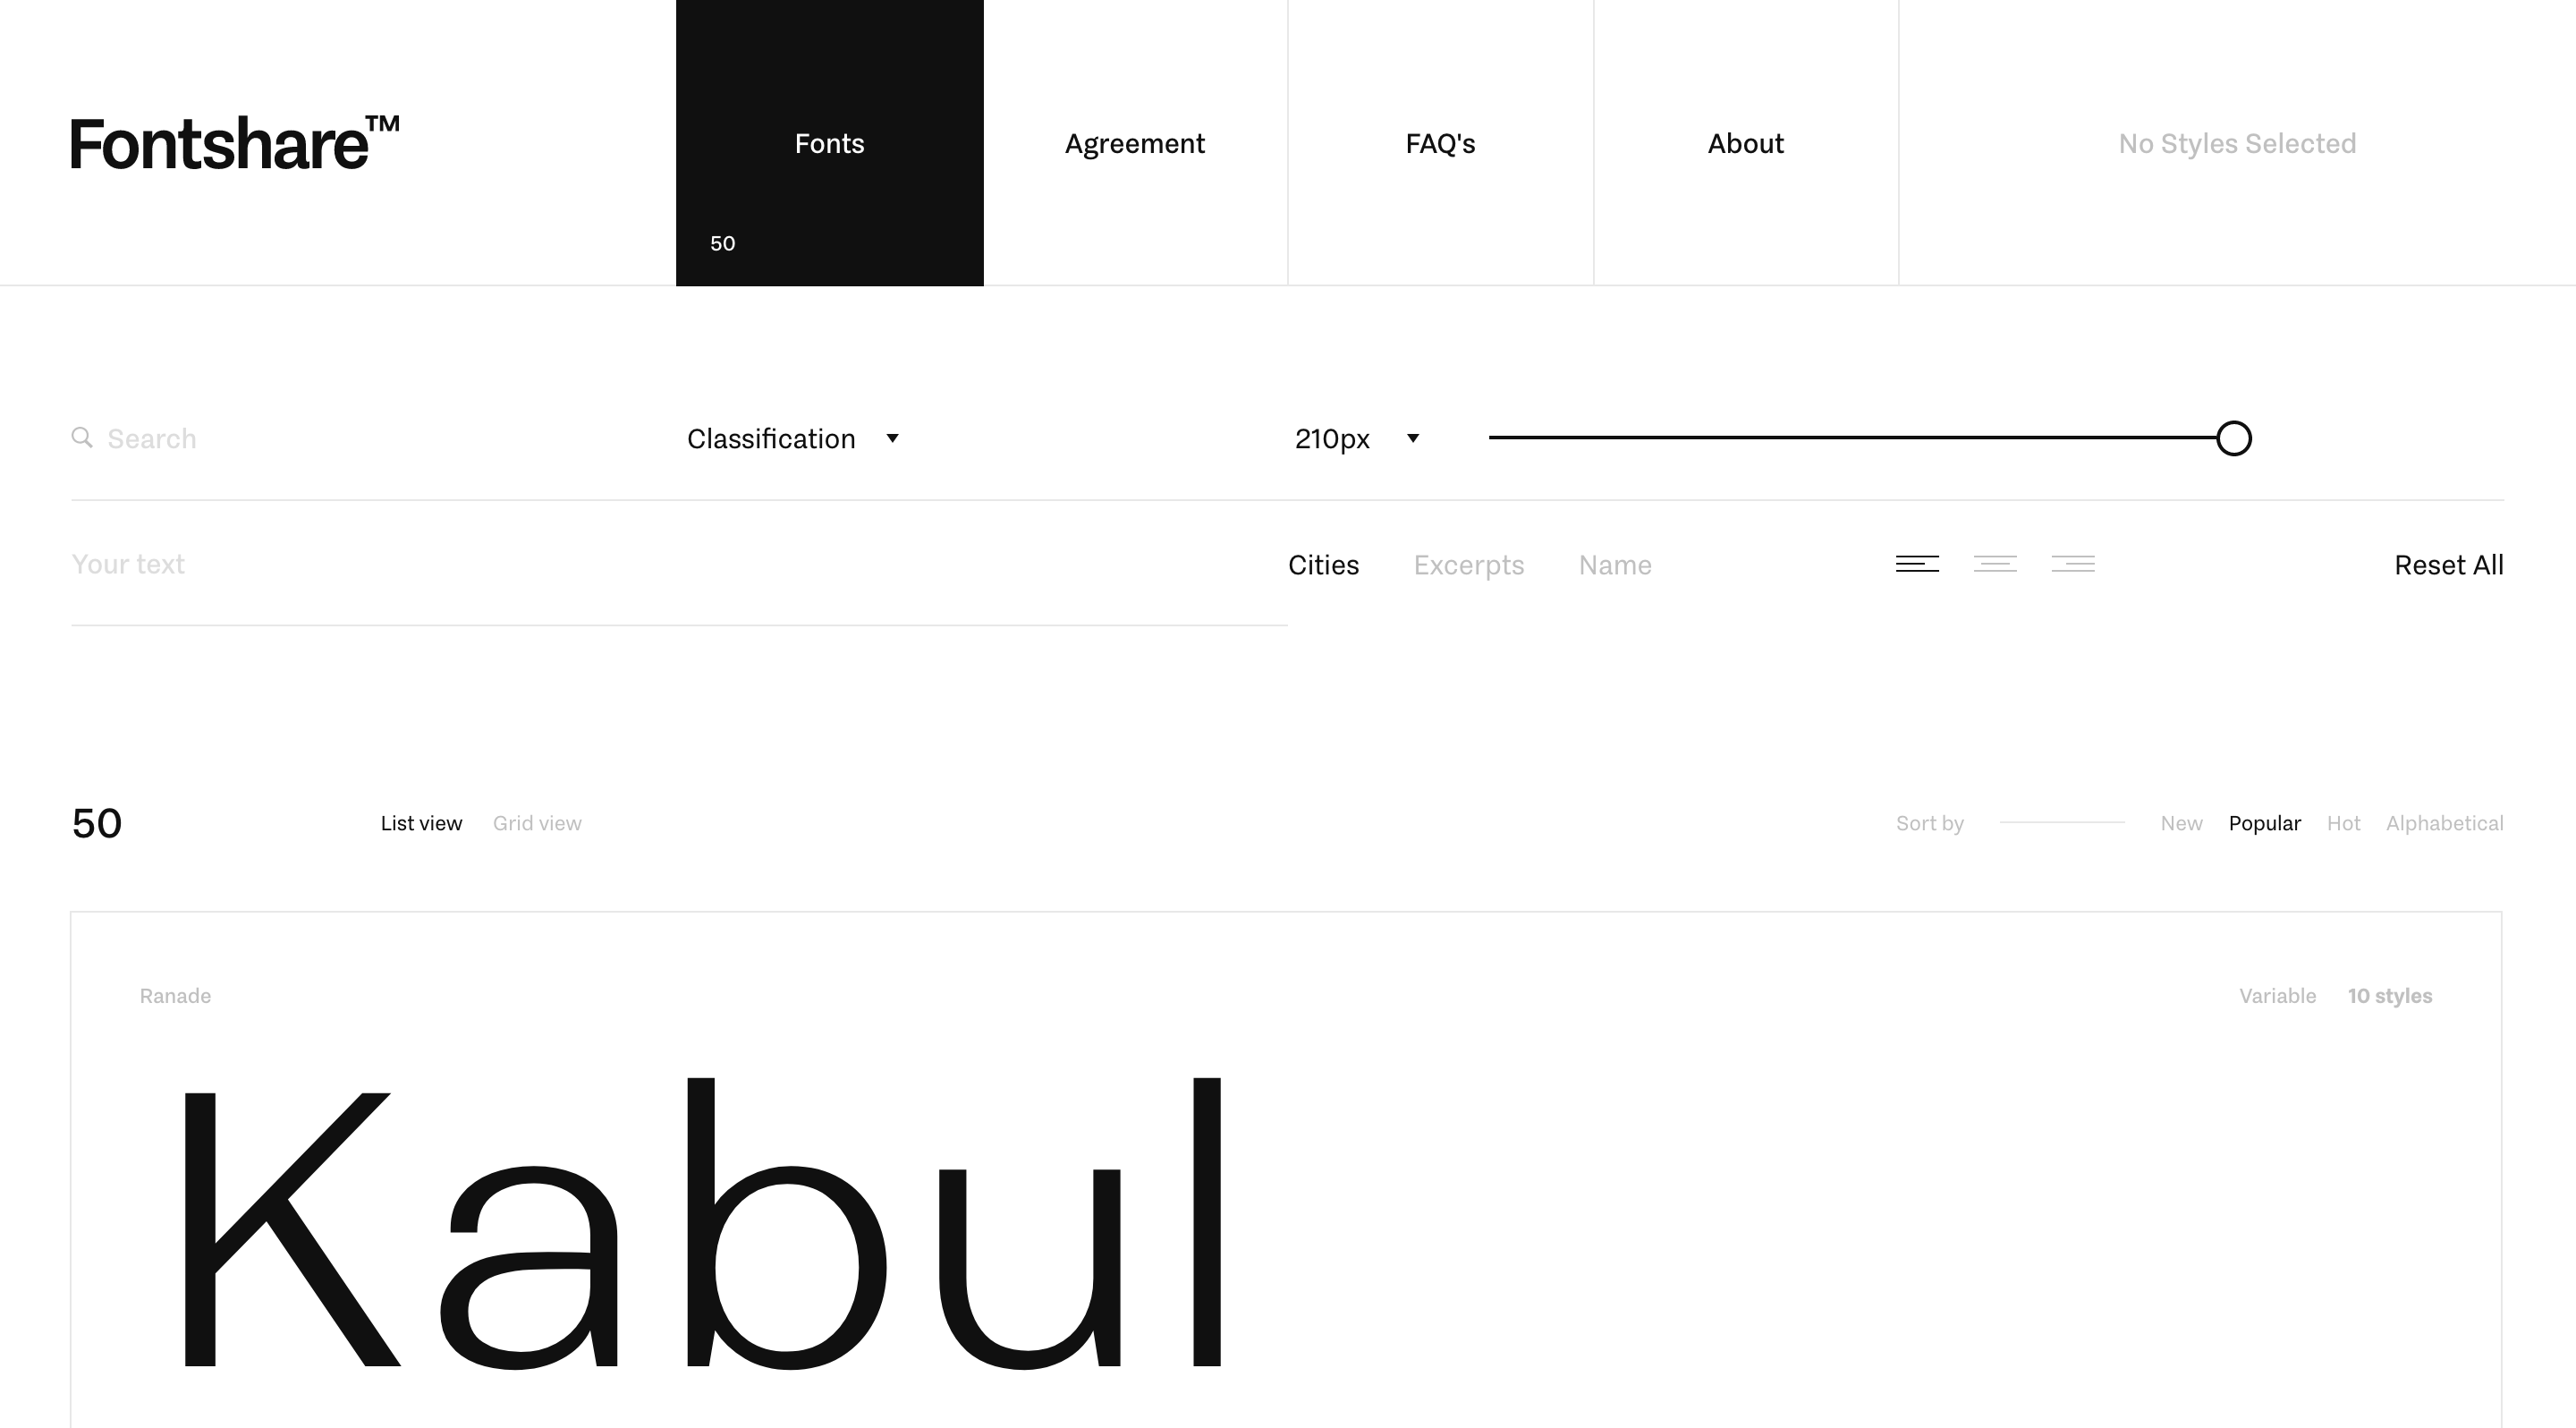 Fontshare™
Fonts
50
Agreement
FAQ's
About
No Styles Selected
Search
Classification
210px
Your text
Cities Excerpts Name
Reset All
50
List view Grid view
Sort by New Popular Hot Alphabetical
Ranade
Variable 10 styles
Kabul